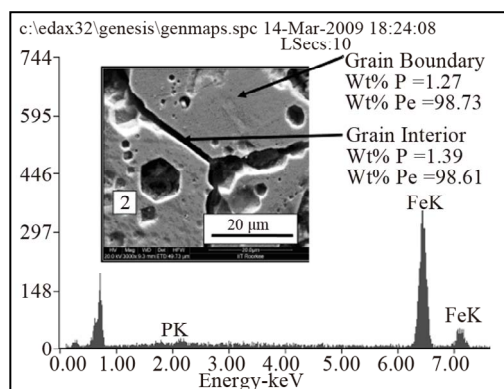 c:\edax32\genesis\genmaps.spc 14-Mar-2009 18:24:08
LSecs:10
744
595
446
297
148
0
Grain Boundary
Wt% P =1.27
Wt% Pe =98.73
Grain Interior
Wt% P =1.39
Wt% Pe =98.61
2
20 μm
FeK
FeK
PK
0.00 1.00 2.00 3.00 4.00 5.00 6.00 7.00
Energy-keV